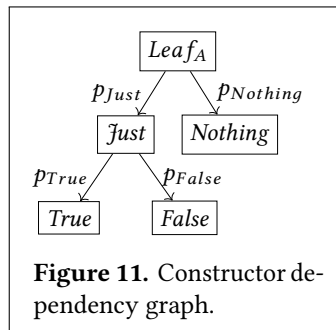 Leaf_A
p_Just p_Nothing
Just Nothing
p_True p_False
True False
Figure 11. Constructor de-
pendency graph.